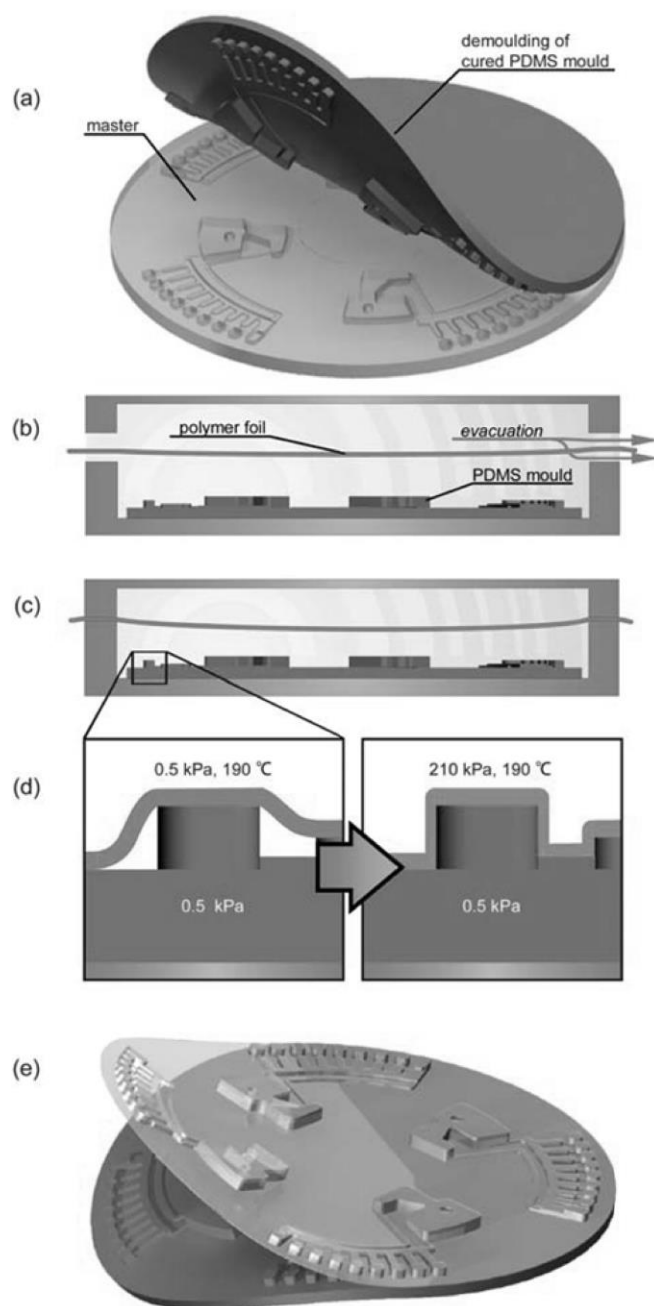 (a)
demoulding of
cured PDMS mould
master
(b)
polymer foil
evacuation
PDMS mould
(c)
(d)
0.5 kPa, 190 ℃
210 kPa, 190 ℃
0.5 kPa
0.5 kPa
(e)